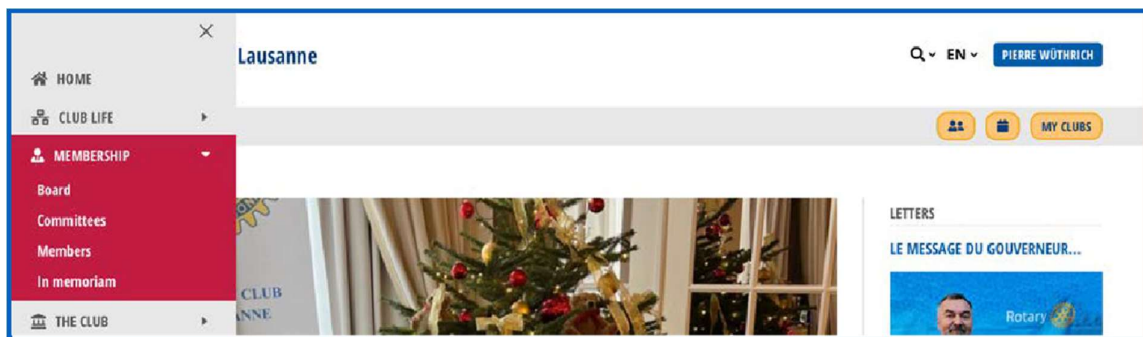 Lausanne
EN
PIERRE WÜTHRICH
HOME
CLUB LIFE
MY CLUBS
MEMBERSHIP
Board
Committees
Members
In memoriam
THE CLUB
CLUB
LETTERS
LE MESSAGE DU GOUVERNEUR...
Rotary